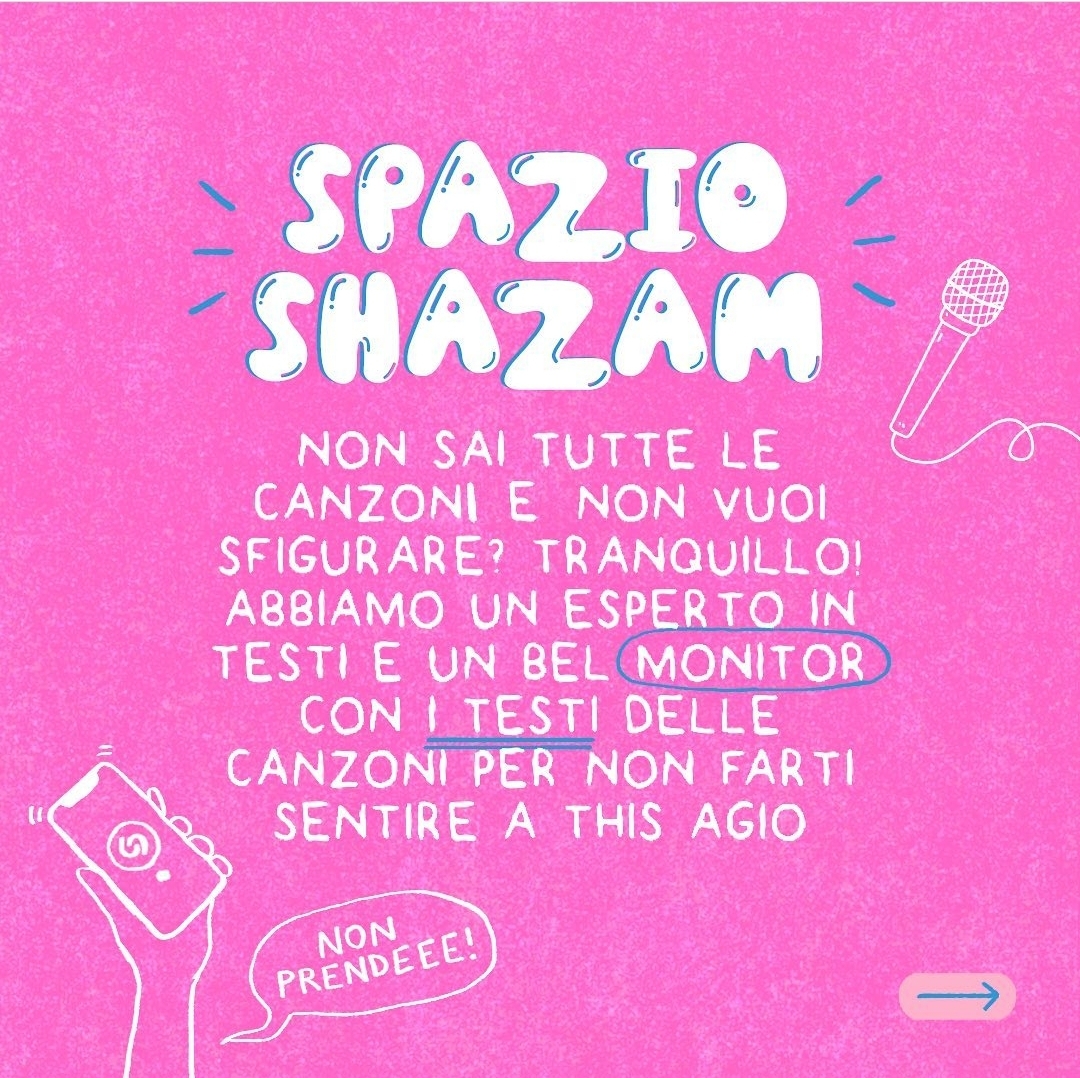 SPAZIO
SHAZAM
NON SAI TUTTE LE
CANZONI E NON VUOI
SFIGURARE? TRANQUILLO!
ABBIAMO UN ESPERTO IN
TESTI E UN BEL MONITOR
CON I TESTI DELLE
CANZONI PER NON FARTI
SENTIRE A THIS AGIO
NON
PRENDEEE!